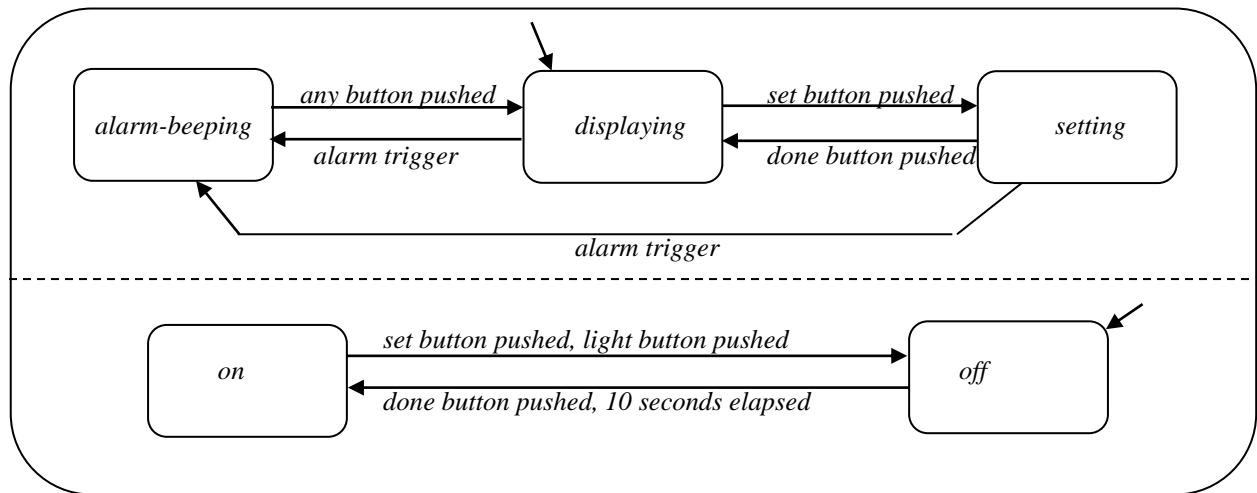 any button pushed
set button pushed
alarm-beeping
displaying
setting
alarm trigger
done button pushed
alarm trigger
set button pushed, light button pushed
on
off
done button pushed, 10 seconds elapsed